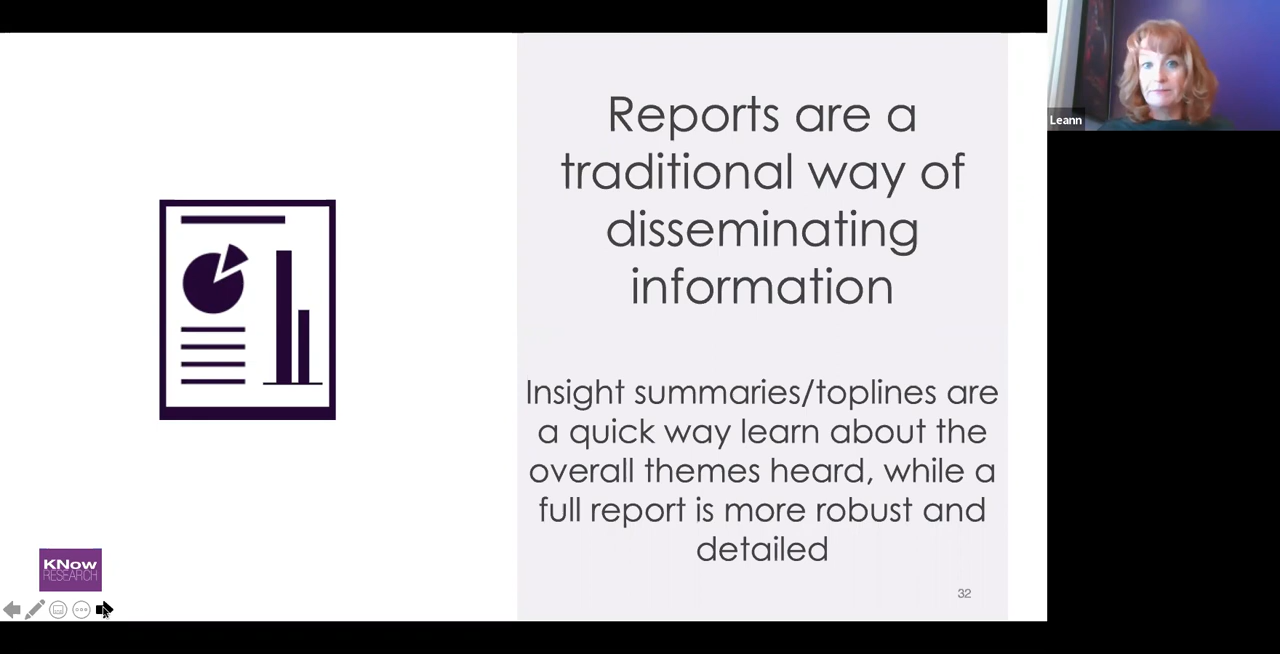 Reports are a
traditional way of
disseminating
information
Insight summaries/toplines are
a quick way learn about the
overall themes heard, while a
full report is more robust and
detailed
32
KNow
RESEARCH
Leann